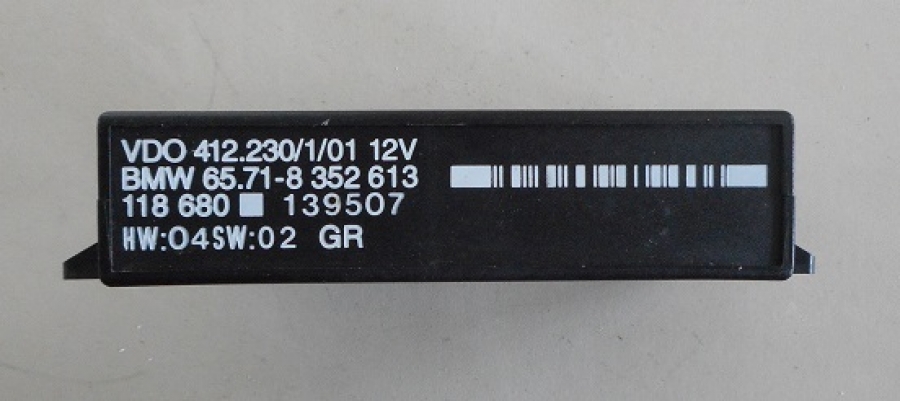 VDO 412.230/1/01 12V
BMW 65.71-8 352 613
118 680 139507
HW:04SW:02 GR